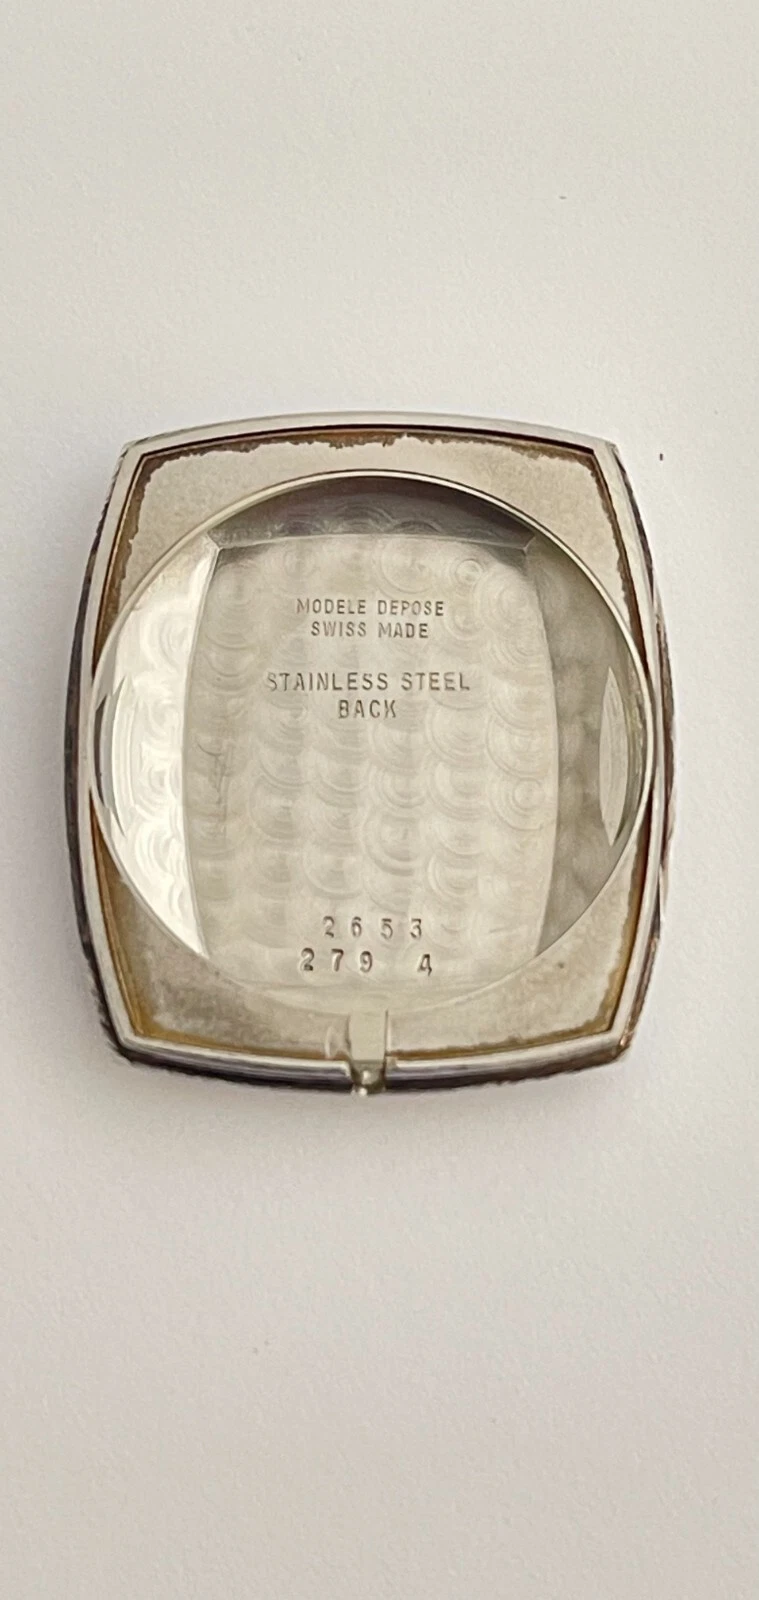 MODELE DEPOSE
SWISS MADE
STAINLESS STEEL
BACK
2653
279 4